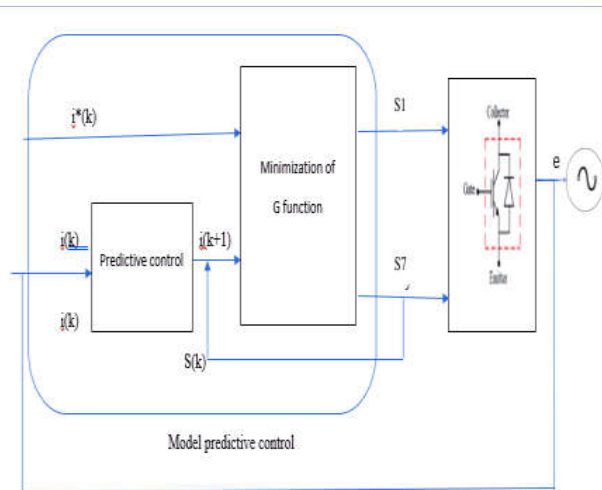 i*(k)
S1
Collector
Minimization of
G function
Gate
e
i(k)
i(k+1)
Predictive control
S7
Emitter
i(k)
S(k)
Model predictive control